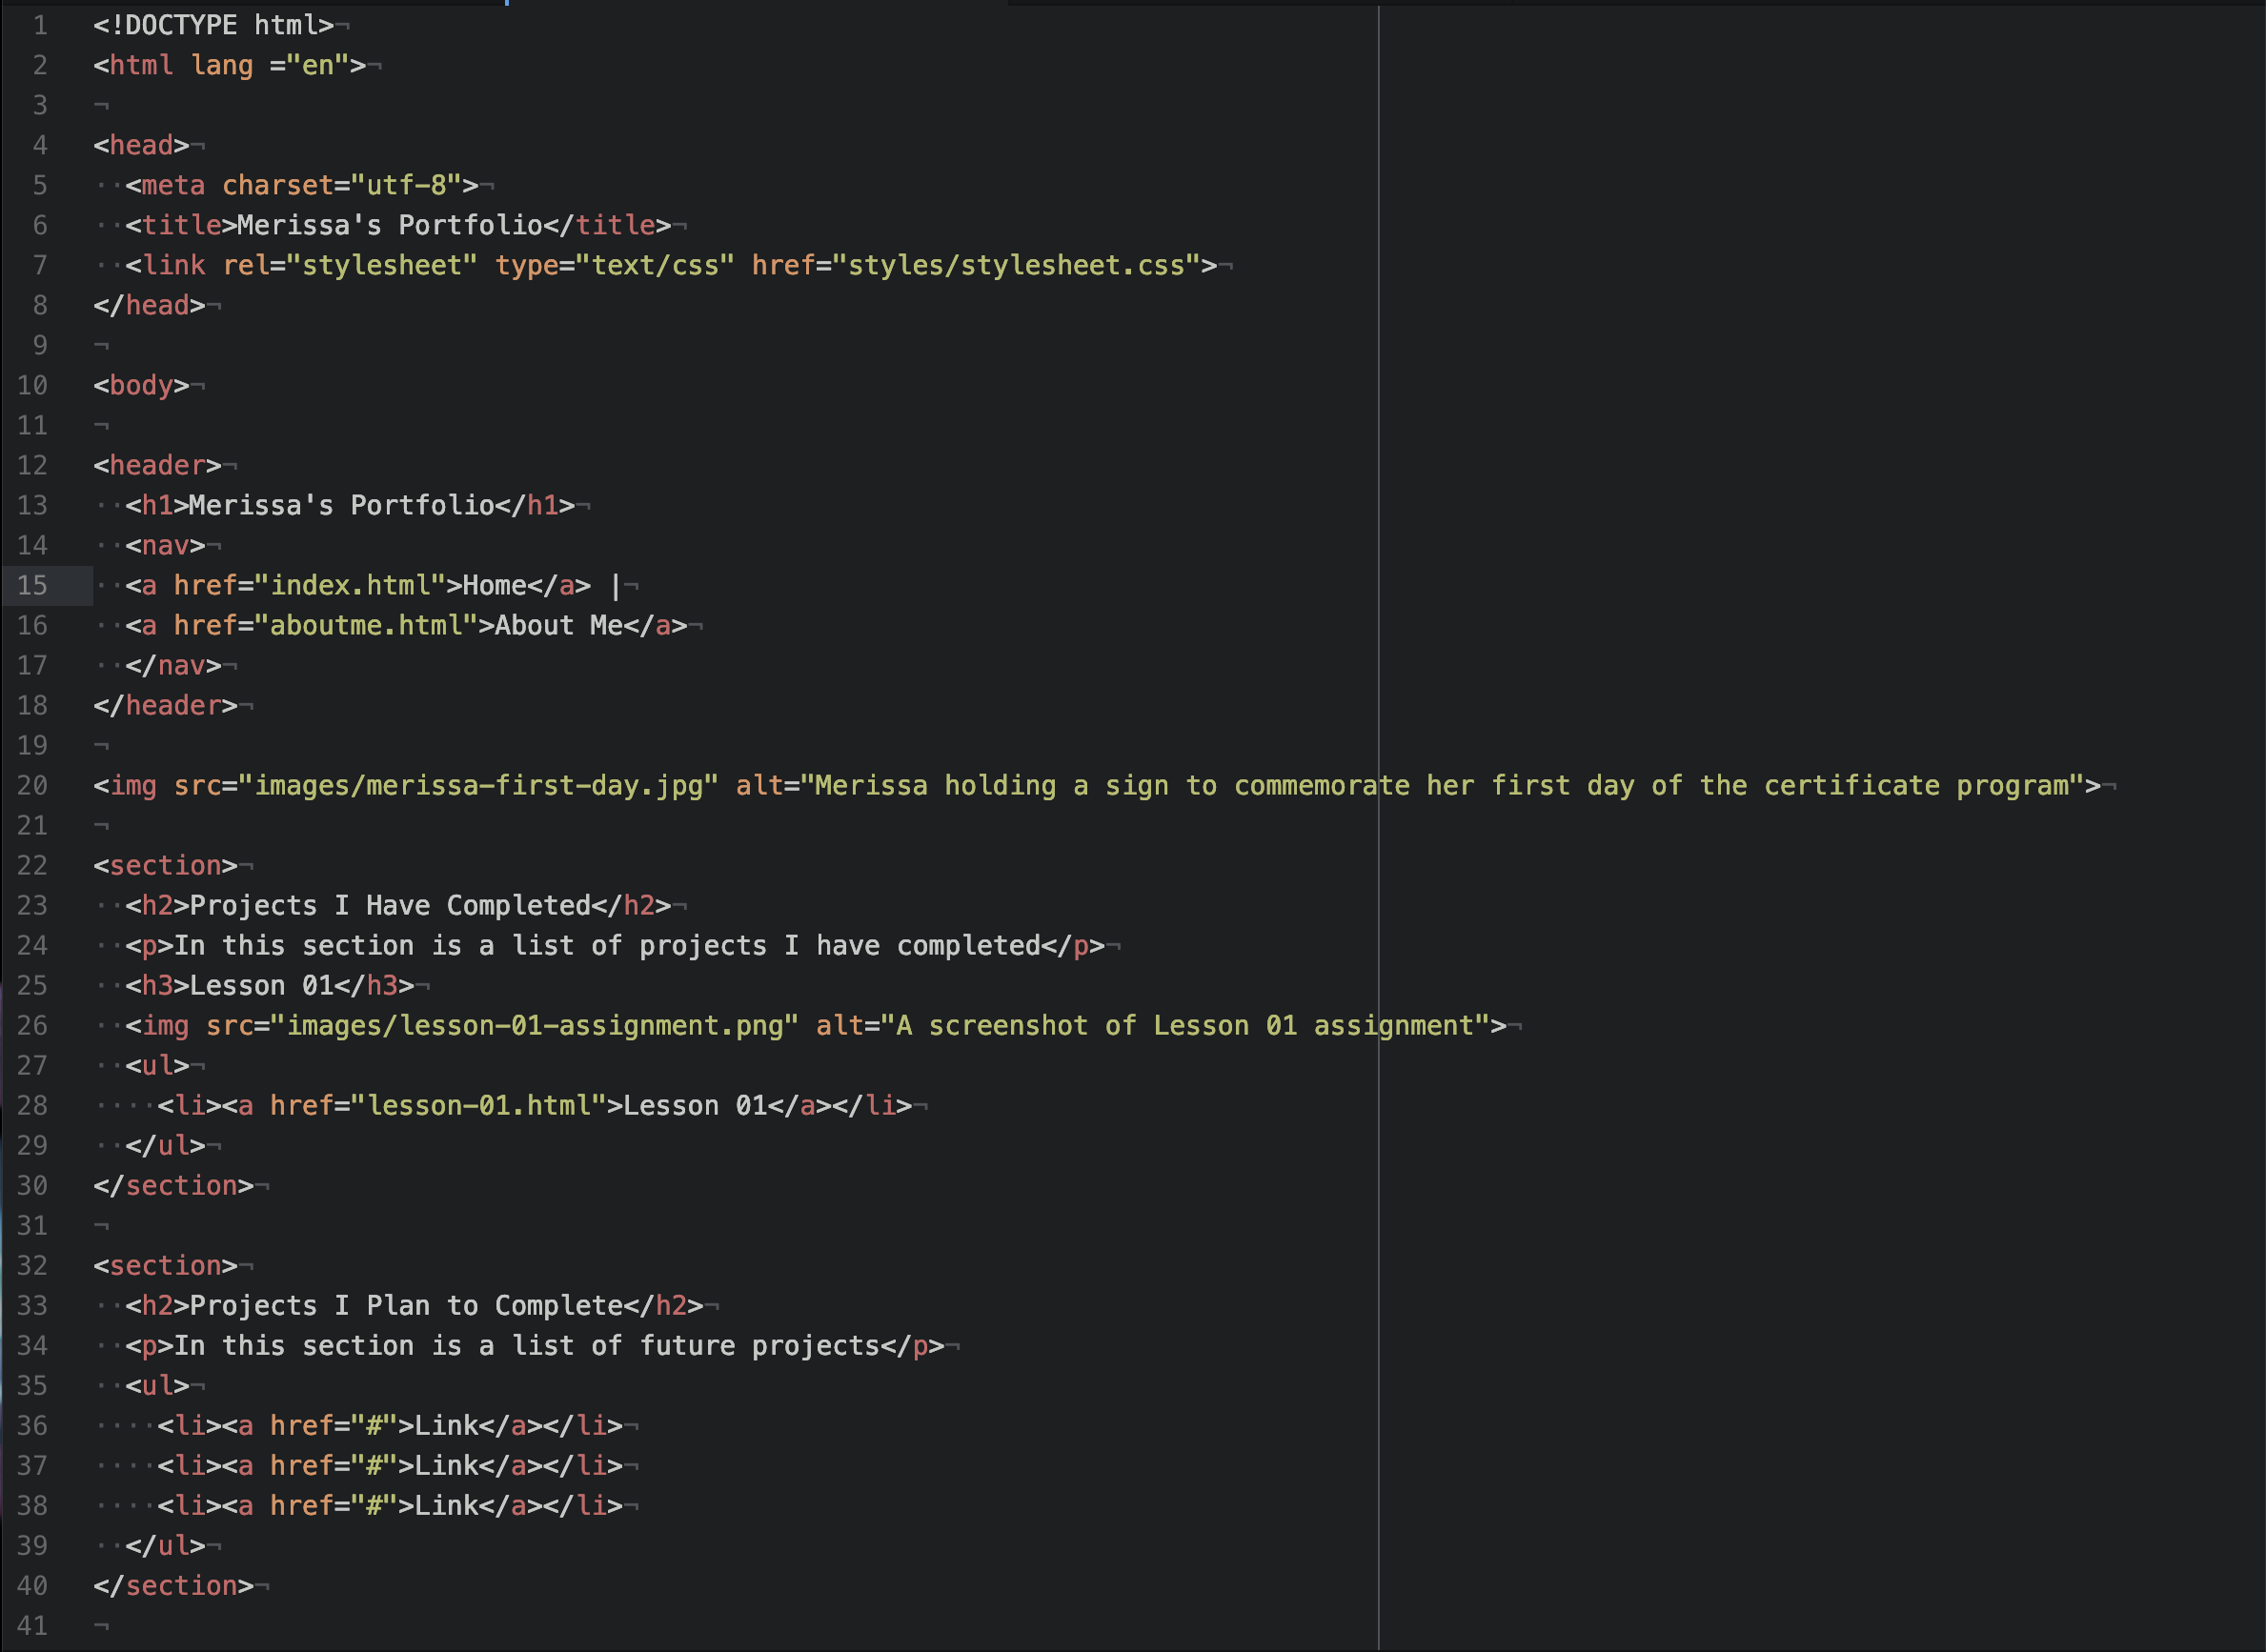 1 <!DOCTYPE html>¬
2 <html lang ="en">¬
3 ¬
4 <head>¬
5 ··<meta charset="utf-8">¬
6 ··<title>Merissa's Portfolio</title>¬
7 ··<link rel="stylesheet" type="text/css" href="styles/stylesheet.css">¬
8 </head>¬
9 ¬
10 <body>¬
11 ¬
12 <header>¬
13 ··<h1>Merissa's Portfolio</h1>¬
14 ··<nav>¬
15 ··<a href="index.html">Home</a> |¬
16 ··<a href="aboutme.html">About Me</a>¬
17 ··</nav>¬
18 </header>¬
19 ¬
20 <img src="images/merissa-first-day.jpg" alt="Merissa holding a sign to commemorate her first day of the certificate program">¬
21 ¬
22 <section>¬
23 ··<h2>Projects I Have Completed</h2>¬
24 ··<p>In this section is a list of projects I have completed</p>¬
25 ··<h3>Lesson 01</h3>¬
26 ··<img src="images/lesson-01-assignment.png" alt="A screenshot of Lesson 01 assignment">¬
27 ··<ul>¬
28 ····<li><a href="lesson-01.html">Lesson 01</a></li>¬
29 ··</ul>¬
30 </section>¬
31 ¬
32 <section>¬
33 ··<h2>Projects I Plan to Complete</h2>¬
34 ··<p>In this section is a list of future projects</p>¬
35 ··<ul>¬
36 ····<li><a href="#">Link</a></li>¬
37 ····<li><a href="#">Link</a></li>¬
38 ····<li><a href="#">Link</a></li>¬
39 ··</ul>¬
40 </section>¬
41 ¬